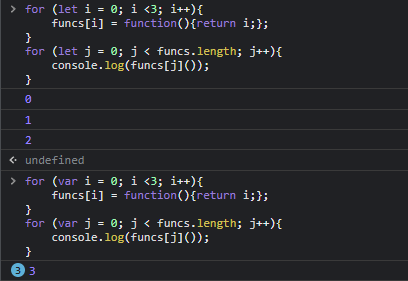 for (let i = 0; i <3; i++){
funcs[i] = function(){return i;};
}
for (let j = 0; j < funcs.length; j++){
console.log(funcs[j]());
}
0
1
2
undefined
for (var i = 0; i <3; i++){
funcs[i] = function(){return i;};
}
for (var j = 0; j < funcs.length; j++){
console.log(funcs[j]());
}
3 3